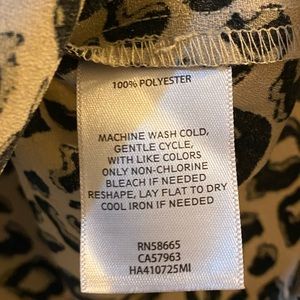 100% POLYESTER
MACHINE WASH COLD,
GENTLE CYCLE,
WITH LIKE COLORS
ONLY NON-CHLORINE
BLEACH IF NEEDED
RESHAPE, LAY FLAT TO DRY
COOL IRON IF NEEDED
RN58665
CA57963
HA410725MI